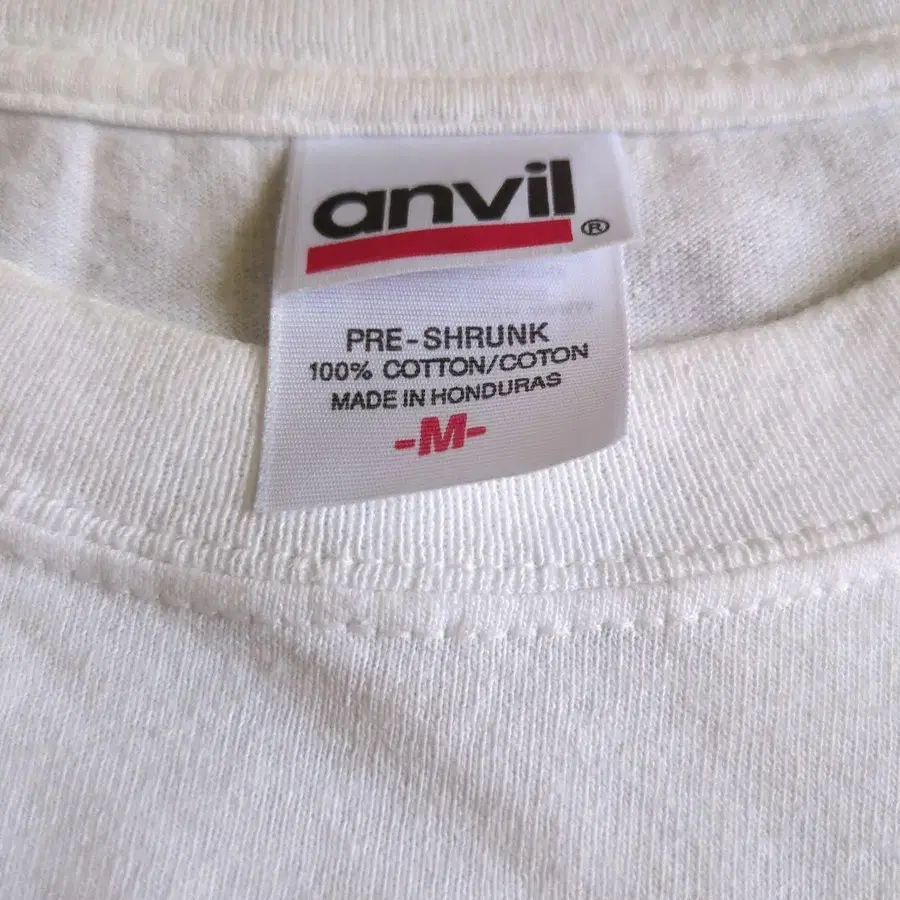 anvil®
PRE-SHRUNK
100% COTTON/COTON
MADE IN HONDURAS
-M-